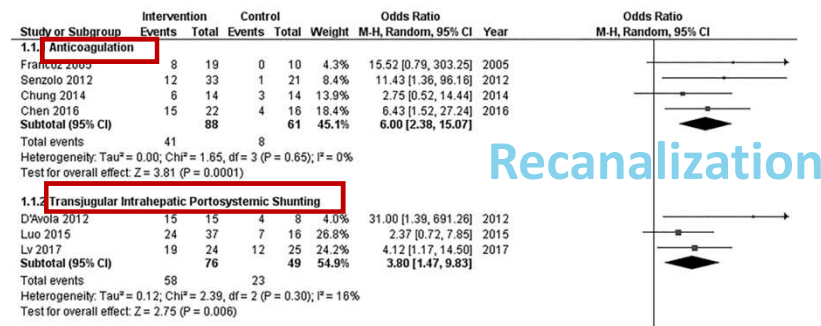 Intervention Control Odds Ratio Odds Ratio
Study or Subgroup Events Total Events Total Weight M-H, Random, 95% CI Year M-H, Random, 95% CI
1.1. Anticoagulation
Francoz 2005 8 19 0 10 4.3% 15.52 [0.79, 303.25] 2005
Senzolo 2012 12 33 1 21 8.4% 11.43 [1.36, 96.16] 2012
Chung 2014 6 14 3 14 13.9% 2.75 [0.52, 14.44] 2014
Chen 2016 15 22 4 16 18.4% 6.43 [1.52, 27.24] 2016
Subtotal (95% CI) 88 61 45.1% 6.00 [2.38, 15.07]
Total events 41 8
Heterogeneity: Tau² = 0.00; Chi² = 1.65, df = 3 (P = 0.65); I² = 0%
Test for overall effect: Z = 3.81 (P = 0.0001)
Recanalization
1.1.2 Transjugular Intrahepatic Portosystemic Shunting
D'Avola 2012 15 15 4 8 4.0% 31.00 [1.39, 691.26] 2012
Luo 2015 24 37 7 16 26.8% 2.37 [0.72, 7.85] 2015
Lv 2017 19 24 12 25 24.2% 4.12 [1.17, 14.50] 2017
Subtotal (95% CI) 76 49 54.9% 3.80 [1.47, 9.83]
Total events 58 23
Heterogeneity: Tau² = 0.12; Chi² = 2.39, df = 2 (P = 0.30); I² = 16%
Test for overall effect: Z = 2.75 (P = 0.006)